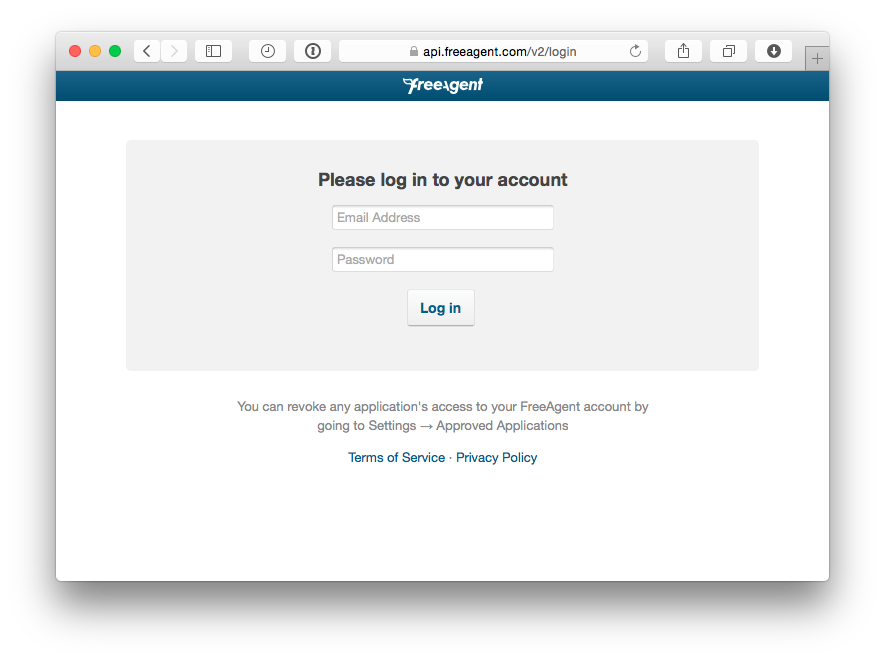 api.freeagent.com/v2/login
freeagent
Please log in to your account
Email Address
Password
Log in
You can revoke any application's access to your FreeAgent account by
going to Settings → Approved Applications
Terms of Service · Privacy Policy